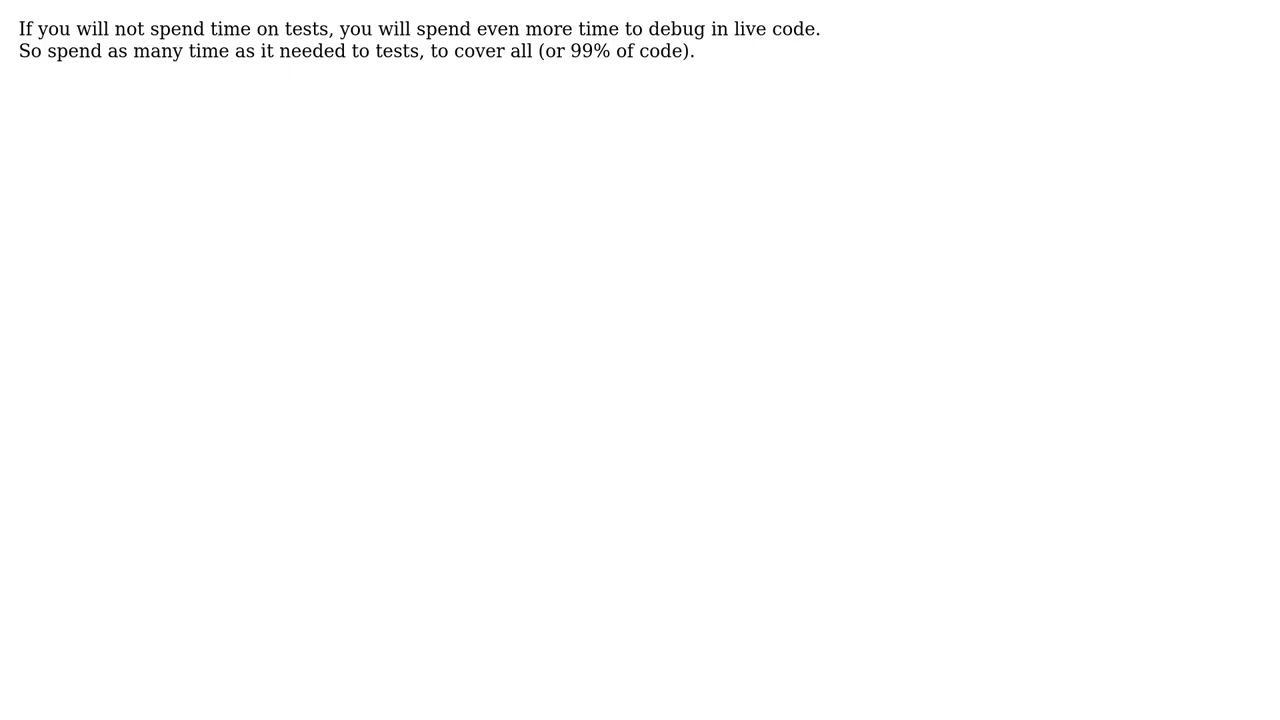 If you will not spend time on tests, you will spend even more time to debug in live code.
So spend as many time as it needed to tests, to cover all (or 99% of code).